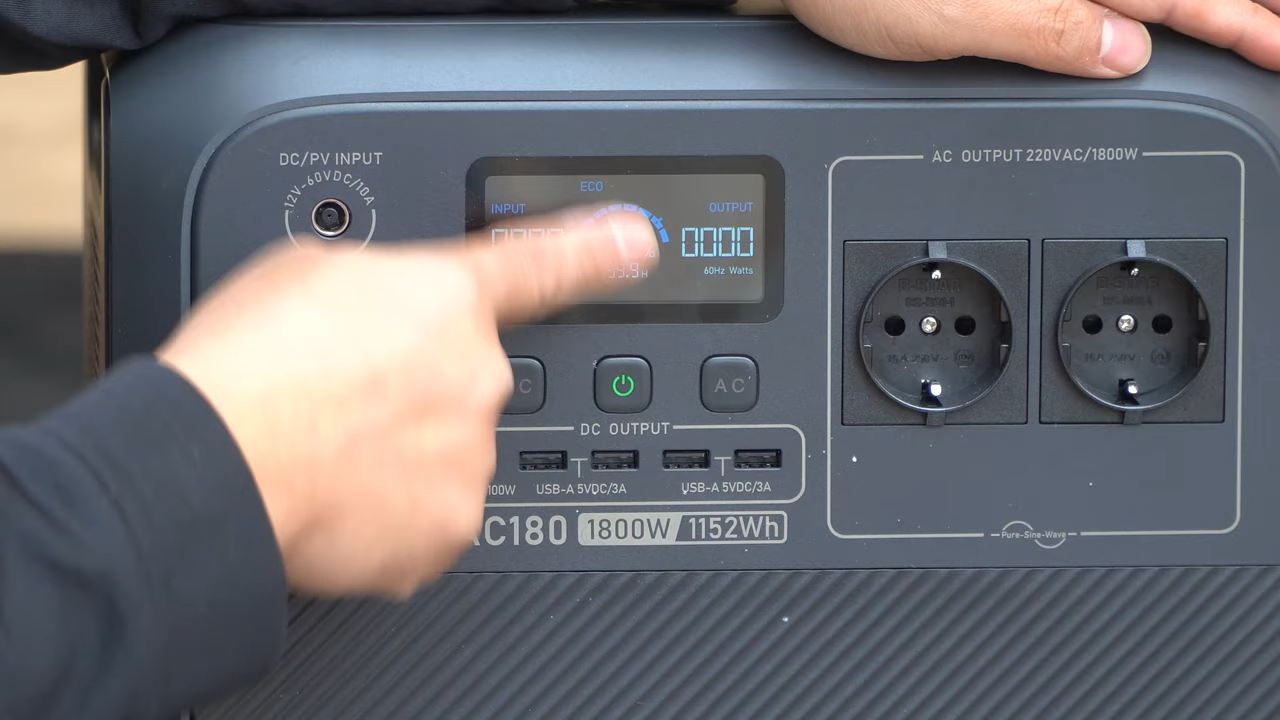 DC/PV INPUT
12V-60VDC/10A
ECO
INPUT
OUTPUT
0000
60Hz Watts
AC OUTPUT 220VAC/1800W
AC
DC OUTPUT
100W
USB-A 5VDC/3A
USB-A 5VDC/3A
AC180
1800W
1152Wh
Pure-Sine-Wave